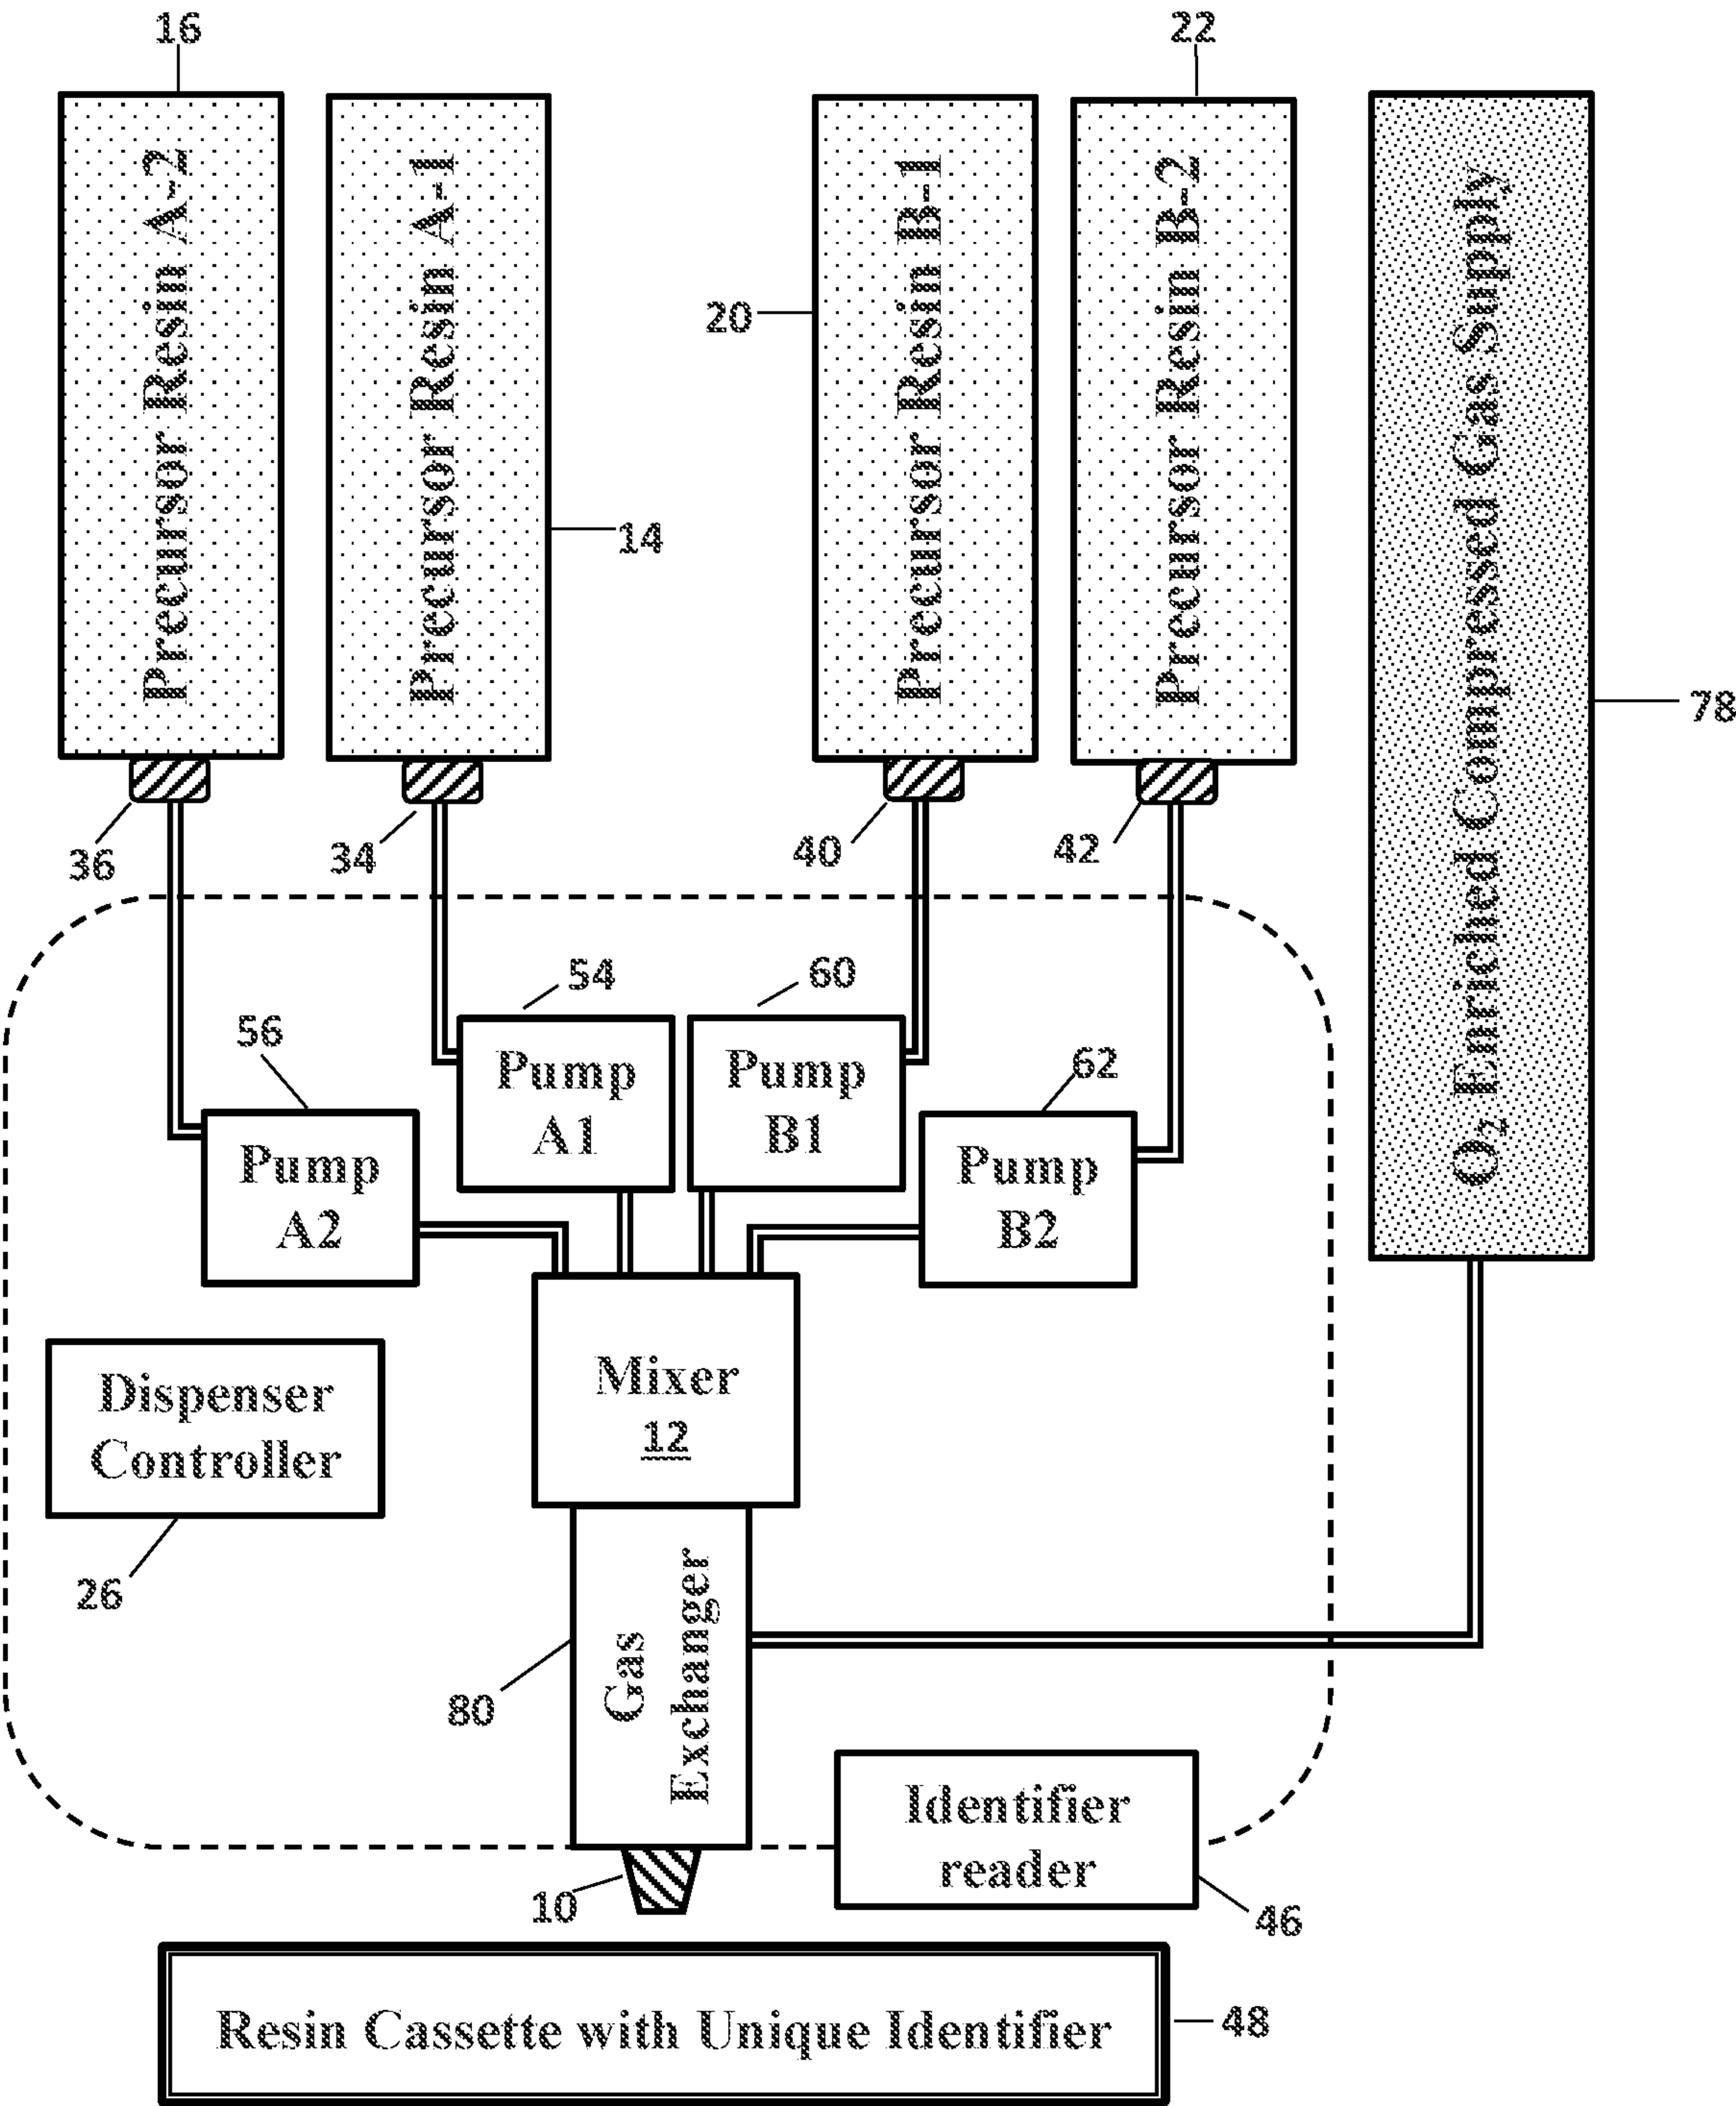 16
22
Precursor Resin A-2
Precursor Resin A-1
Precursor Resin B-1
Precursor Resin B-2
O2 Enriched Compressed Gas Supply
20
14
78
36
34
40
42
54
60
56
62
Pump
A1
Pump
B1
Pump
A2
Pump
B2
Mixer
12
Dispenser
Controller
26
Gas
Exchanger
80
Identifier
reader
10
46
Resin Cassette with Unique Identifier
48